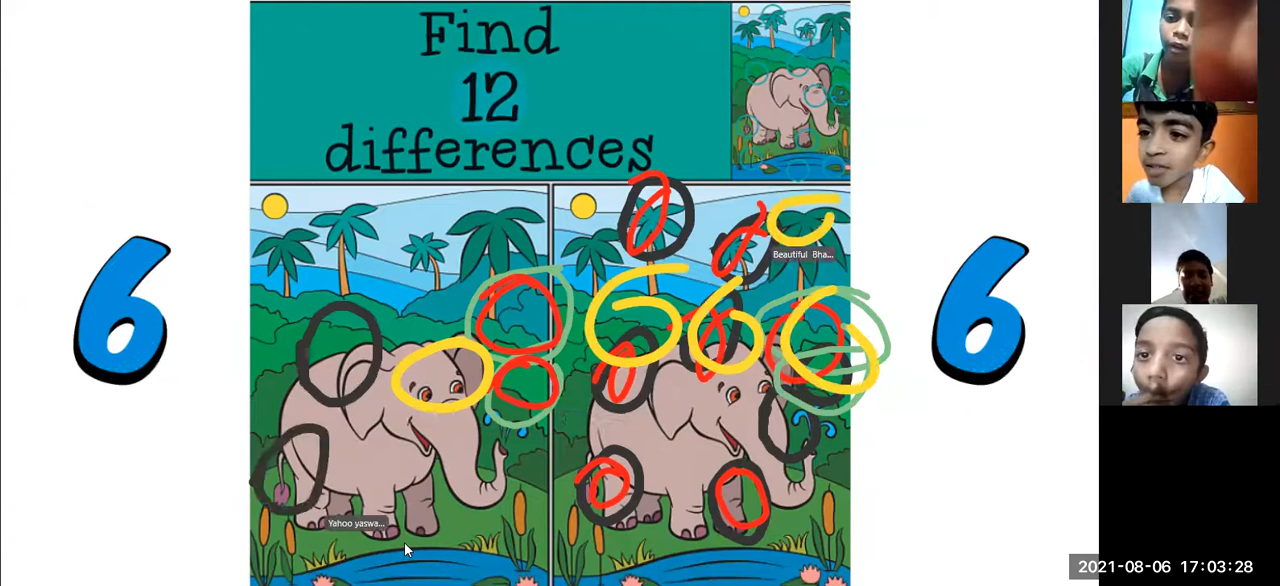 Find
12
differences
6
6
Beautiful Bha...
Yahoo yaswa...
2021-08-06 17:03:28